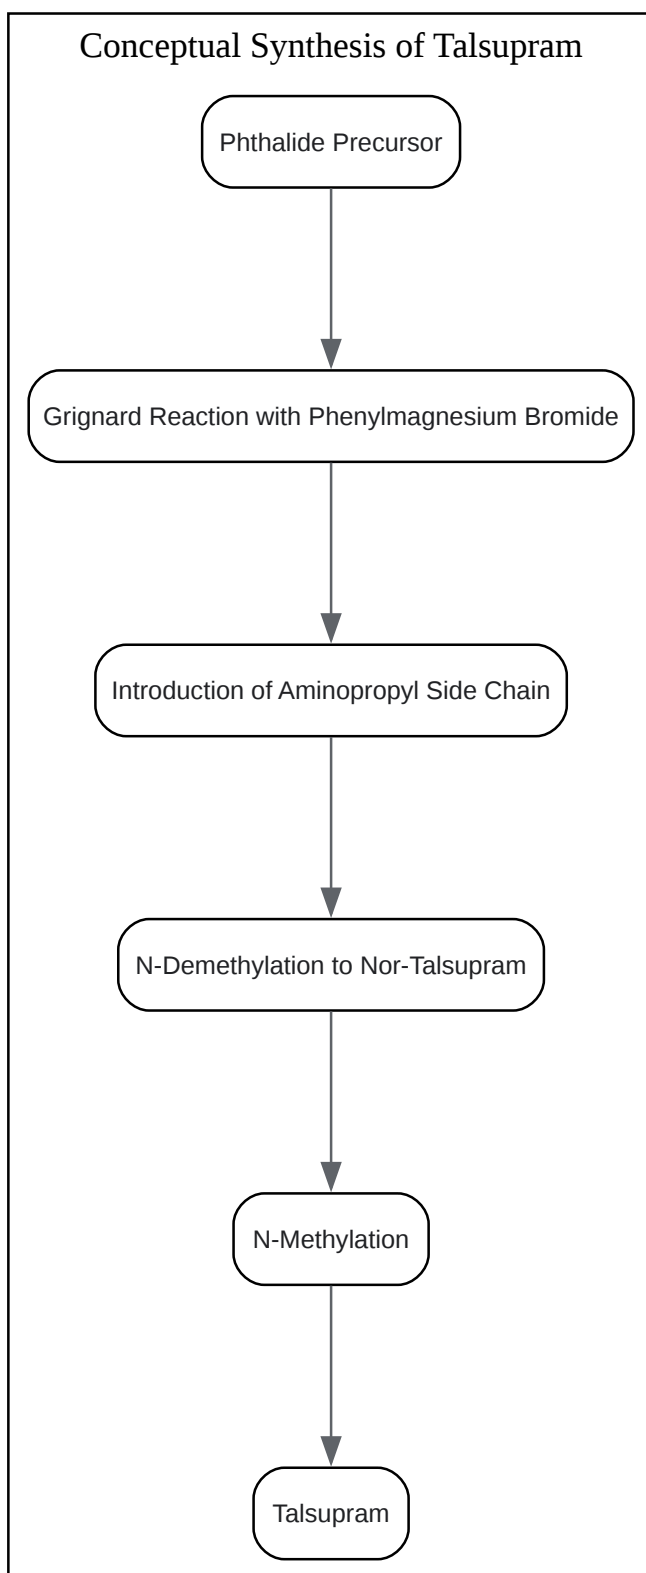 Conceptual Synthesis of Talsupram
Phthalide Precursor
Grignard Reaction with Phenylmagnesium Bromide
Introduction of Aminopropyl Side Chain
N-Demethylation to Nor-Talsupram
N-Methylation
Talsupram